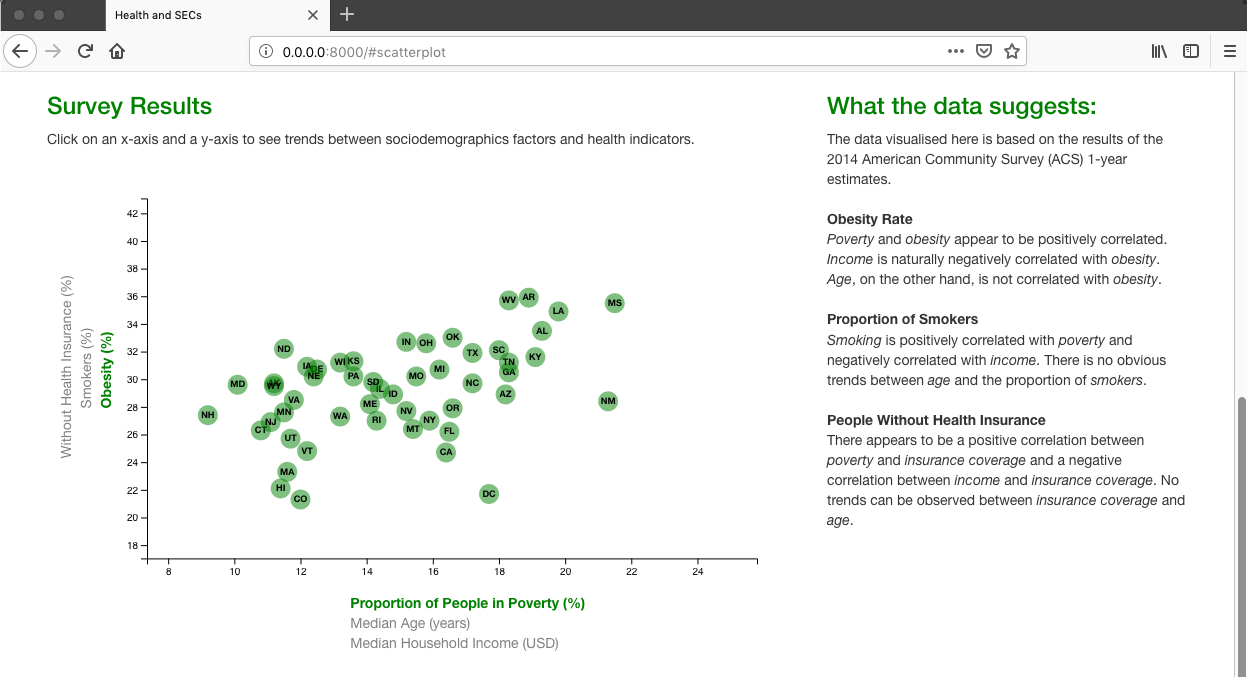 Health and SECs
0.0.0.0:8000/#scatterplot
Survey Results
Click on an x-axis and a y-axis to see trends between sociodemographics factors and health indicators.
Without Health Insurance (%)
Smokers (%)
Obesity (%)
42
40
38
36
34
32
30
28
26
24
22
20
18
WV AR MS
LA
AL
IN OH OK
ND TX SC KY
IA WI KS TN
NE PA MO MI GA
MD WY SD IL NC
VA ID AZ
NH MN ME NV OR NM
CT NJ WA RI MT NY FL
UT
VT CA
MA
HI CO DC
8 10 12 14 16 18 20 22 24
Proportion of People in Poverty (%)
Median Age (years)
Median Household Income (USD)
What the data suggests:
The data visualised here is based on the results of the
2014 American Community Survey (ACS) 1-year
estimates.
Obesity Rate
Poverty and obesity appear to be positively correlated.
Income is naturally negatively correlated with obesity.
Age, on the other hand, is not correlated with obesity.
Proportion of Smokers
Smoking is positively correlated with poverty and
negatively correlated with income. There is no obvious
trends between age and the proportion of smokers.
People Without Health Insurance
There appears to be a positive correlation between
poverty and insurance coverage and a negative
correlation between income and insurance coverage. No
trends can be observed between insurance coverage and
age.